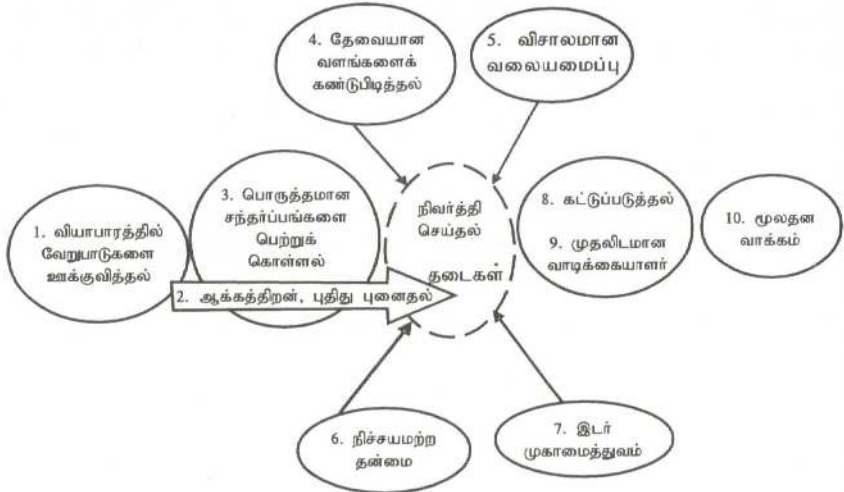 4. தேவையான
வளங்களைக்
கண்டுபிடித்தல்
5. விசாலமான
வலையமைப்பு
1. வியாபாரத்தில்
வேறுபாடுகளை
ஊக்குவித்தல்
3. பொருத்தமான
சந்தர்ப்பங்களை
பெற்றுக்
கொள்ளல்
2. ஆக்கத்திறன், புதிது புனைதல்
நிவர்த்தி
செய்தல்
தடைகள்
8. கட்டுப்படுத்தல்
9. முதலிடமான
வாடிக்கையாளர்
10. மூலதன
வாக்கம்
6. நிச்சயமற்ற
தன்மை
7. இடர்
முகாமைத்துவம்